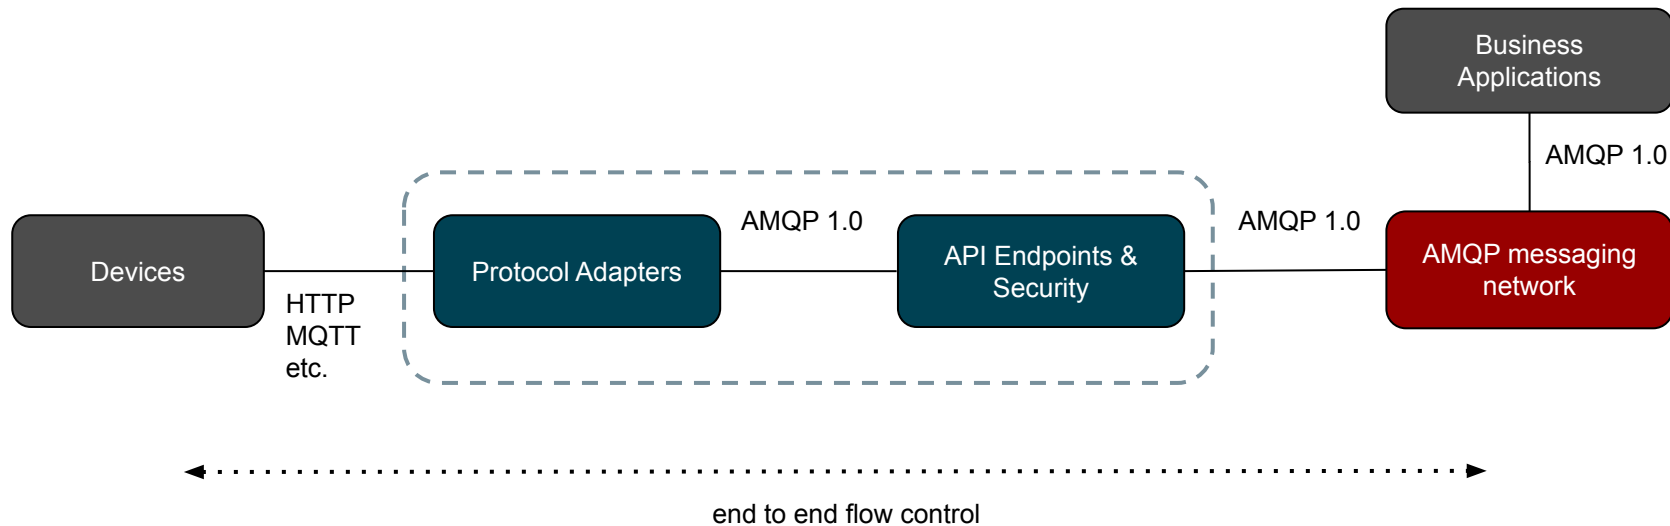 Business
Applications
AMQP 1.0
Devices
HTTP
MQTT
etc.
Protocol Adapters
AMQP 1.0
API Endpoints &
Security
AMQP 1.0
AMQP messaging
network
end to end flow control